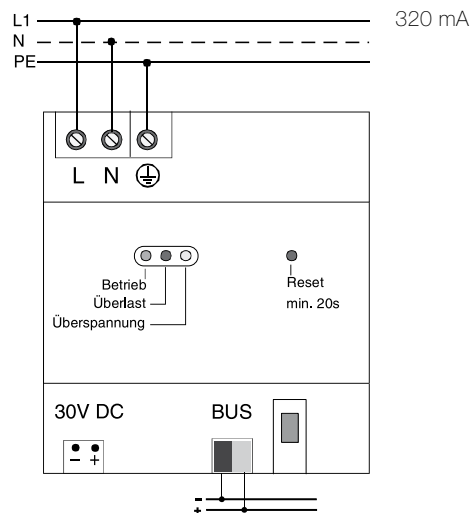 L1
320 mA
N
PE
L N
Betrieb
Überlast
Überspannung
Reset
min. 20s
30V DC
BUS
- +
-
+